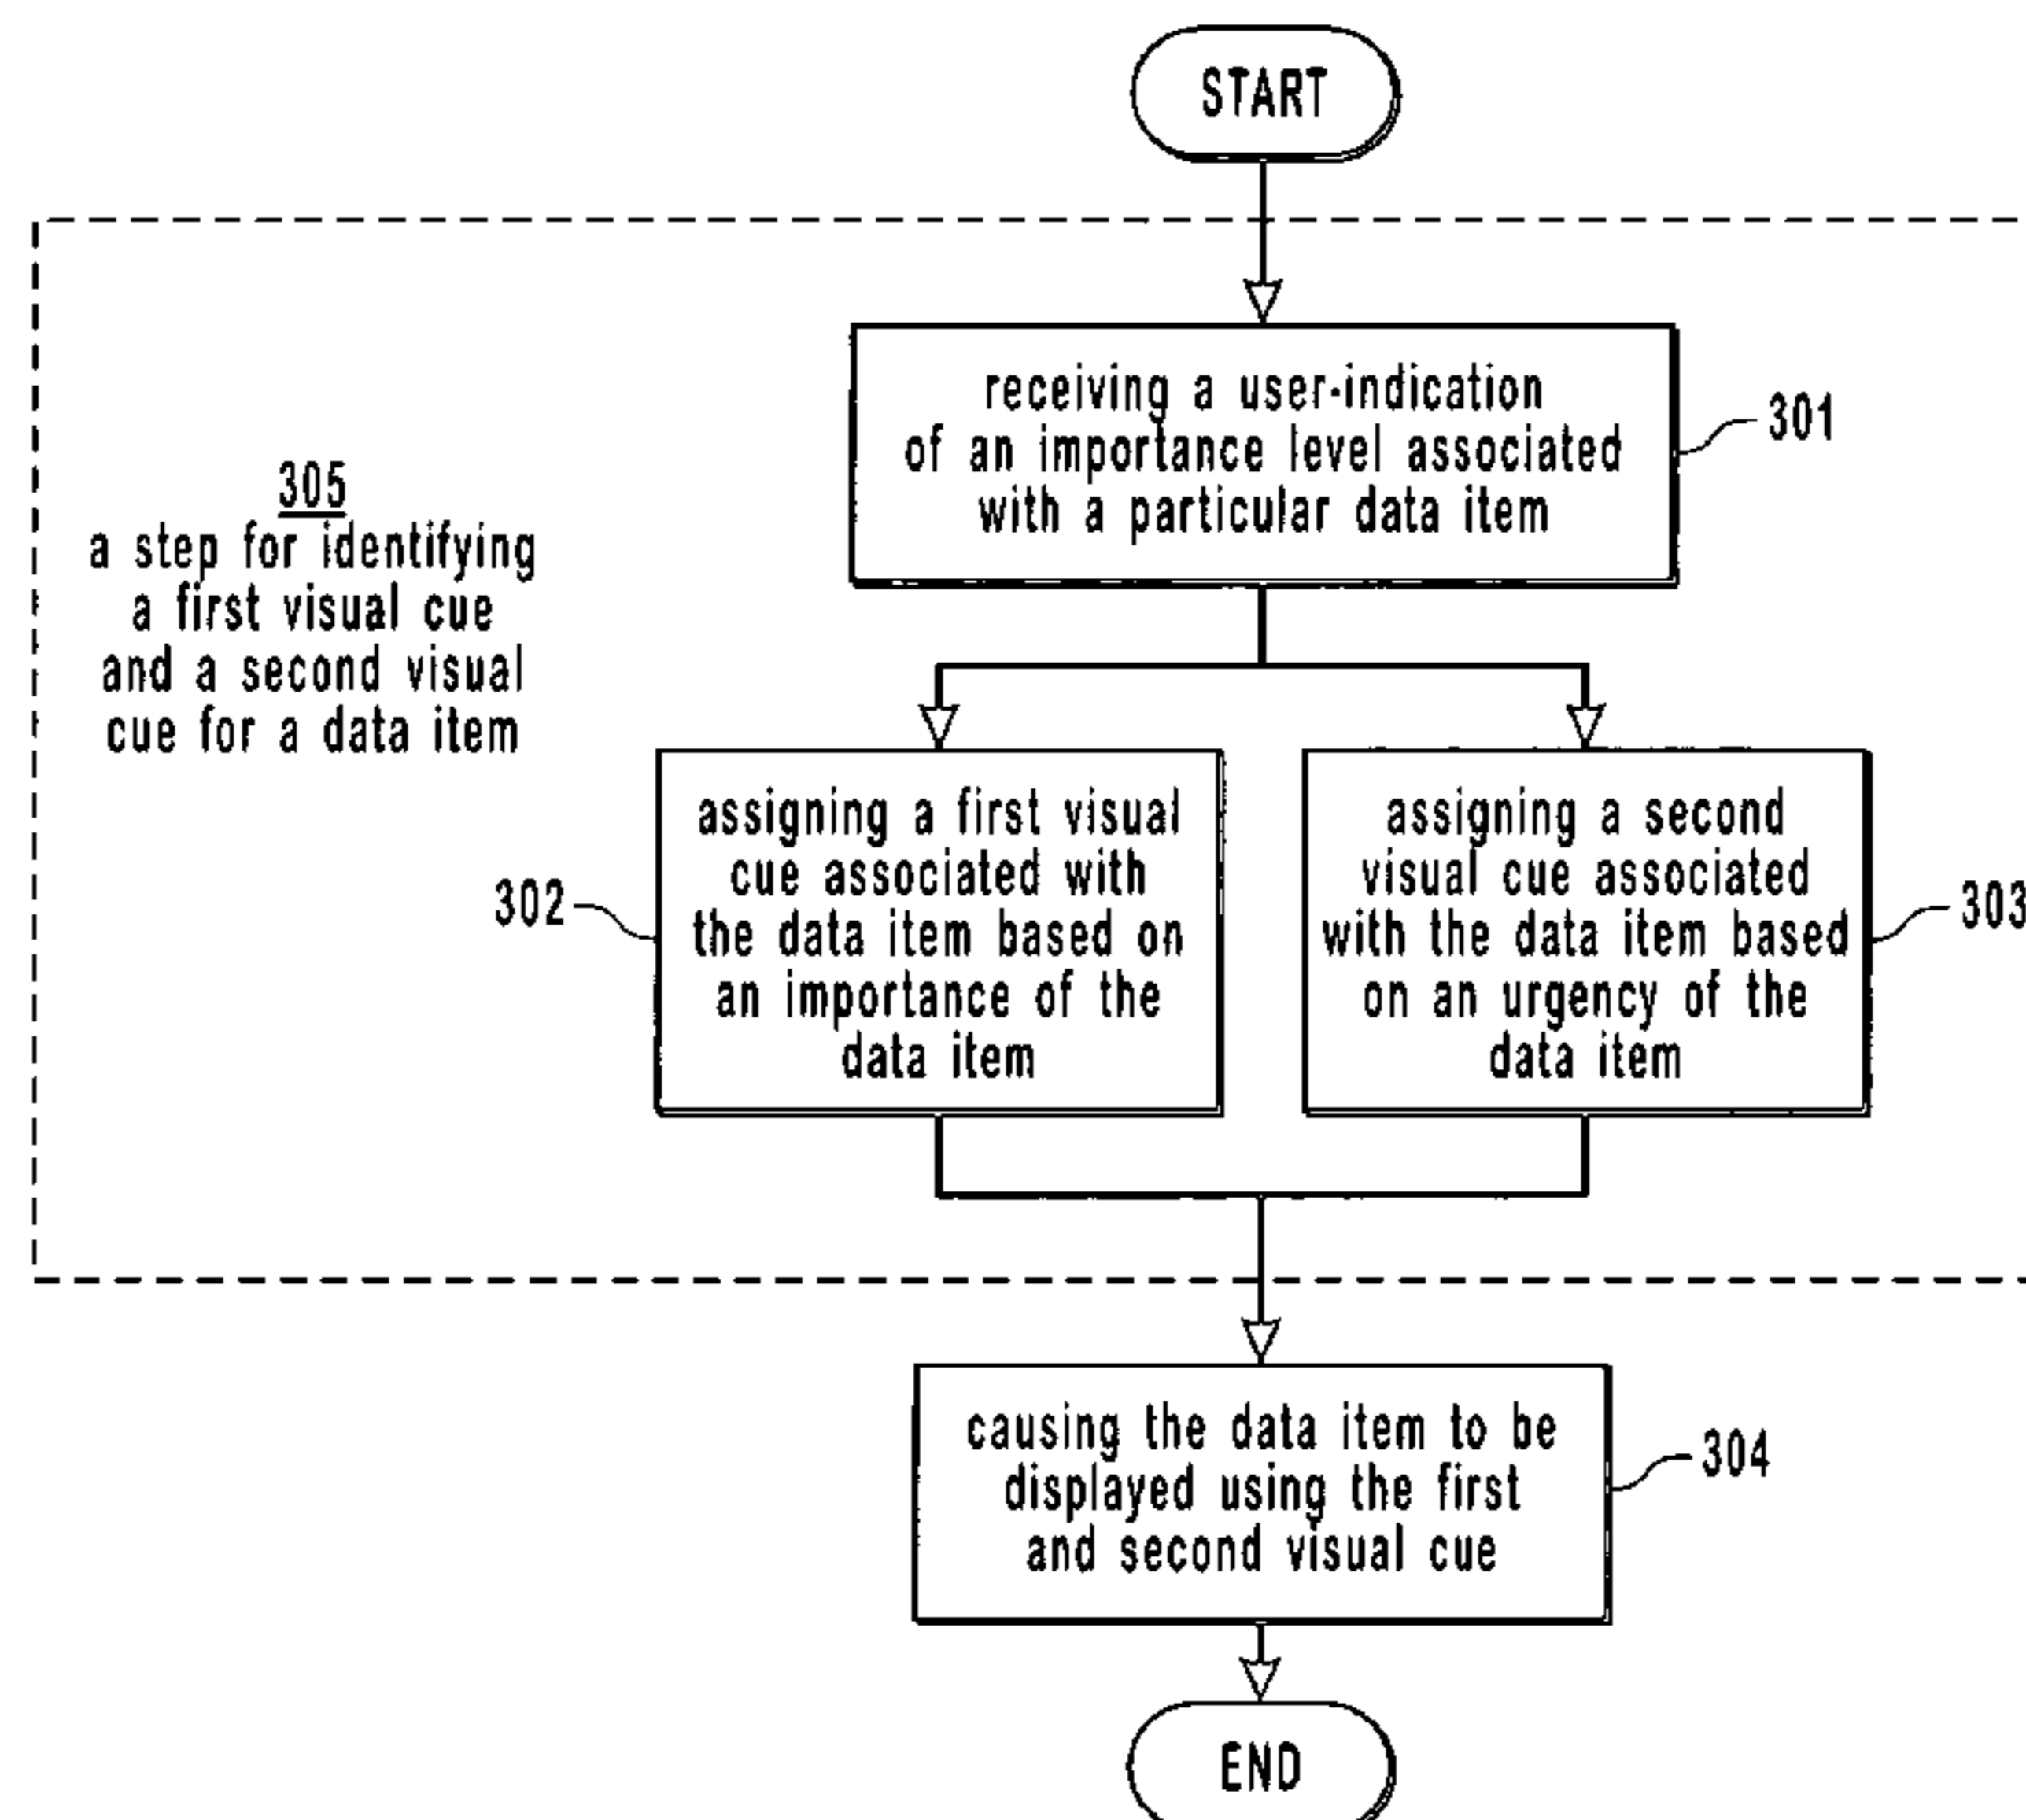 START
305
a step for identifying
a first visual cue
and a second visual
cue for a data item
receiving a user-indication
of an importance level associated
with a particular data item
301
302
assigning a first visual
cue associated with
the data item based on
an importance of the
data item
assigning a second
visual cue associated
with the data item based
on an urgency of the
data item
303
causing the data item to be
displayed using the first
and second visual cue
304
END